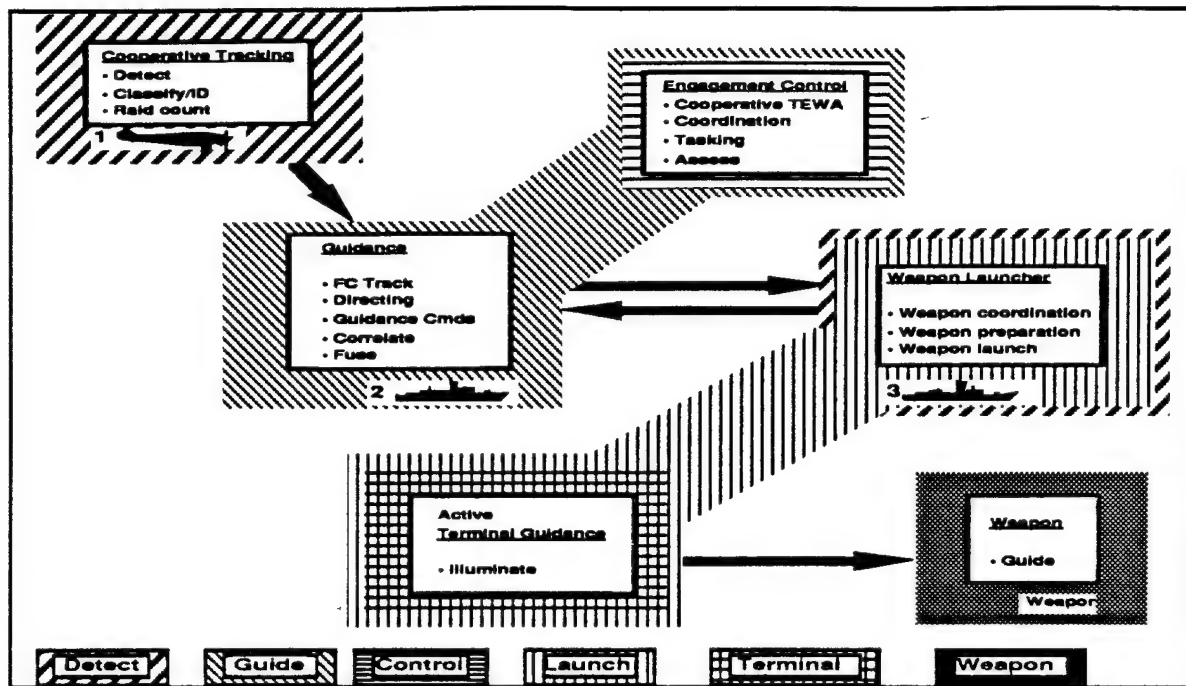 Cooperative Tracking
• Detect
• Classify/ID
• Raid count
1
Engagement Control
• Cooperative TEWA
• Coordination
• Tasking
• Assess
Guidance
• FC Track
• Directing
• Guidance Cmds
• Correlate
• Fuse
2
Weapon Launcher
• Weapon coordination
• Weapon preparation
• Weapon launch
3
Active
Terminal Guidance
• Illuminate
Weapon
• Guide
Weapon
Detect
Guide
Control
Launch
Terminal
Weapon